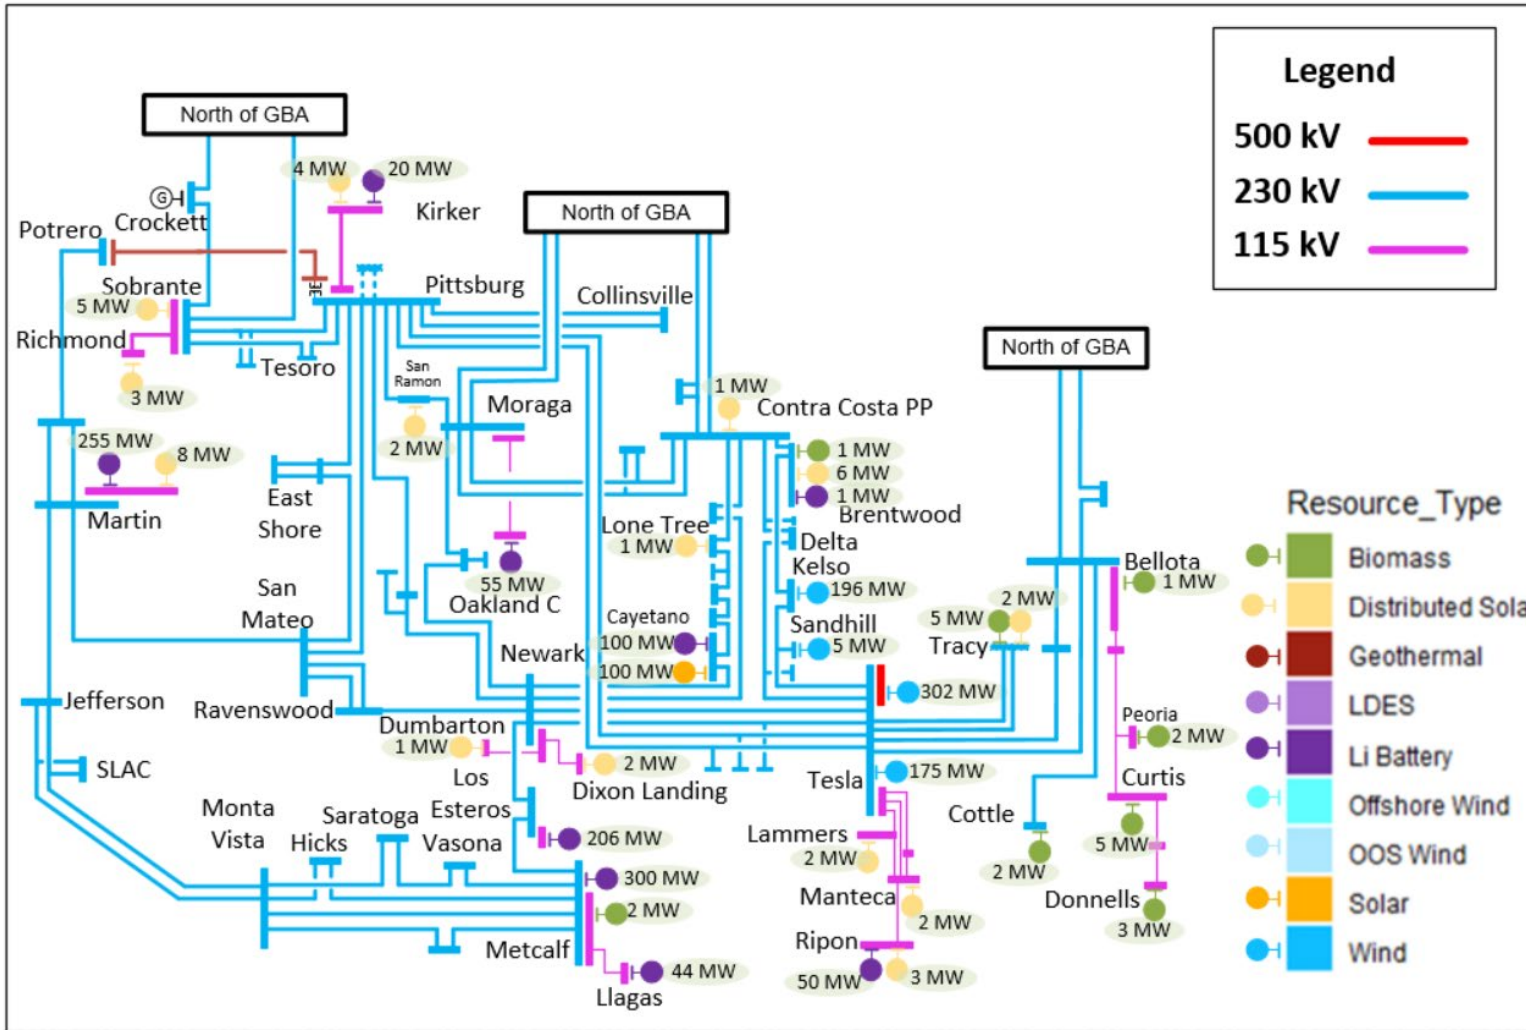 Legend
500 kV
230 kV
115 kV
North of GBA
4 MW
20 MW
G
Crockett
Kirker
North of GBA
Potrero
Sobrante
5 MW
Pittsburg
Collinsville
Richmond
Tesoro
3 MW
San
Ramon
Moraga
2 MW
1 MW
Contra Costa PP
North of GBA
255 MW
8 MW
Martin
East
Shore
1 MW
6 MW
1 MW
Brentwood
Lone Tree
1 MW
Delta
Kelso
196 MW
55 MW
Oakland C
San
Mateo
Cayetano
100 MW
100 MW
Sandhill
5 MW
Bellota
1 MW
2 MW
5 MW
Tracy
Newark
302 MW
Jefferson
Ravenswood
Dumbarton
1 MW
2 MW
Dixon Landing
Peoria
2 MW
SLAC
Los
Esteros
Tesla
175 MW
Curtis
Monta
Vista
Saratoga
Hicks
Vasona
206 MW
Lammers
2 MW
Cottle
2 MW
5 MW
300 MW
2 MW
Manteca
2 MW
Donnells
3 MW
Metcalf
44 MW
Llagas
Ripon
50 MW
3 MW
Resource_Type
Biomass
Distributed Sola
Geothermal
LDES
Li Battery
Offshore Wind
OOS Wind
Solar
Wind